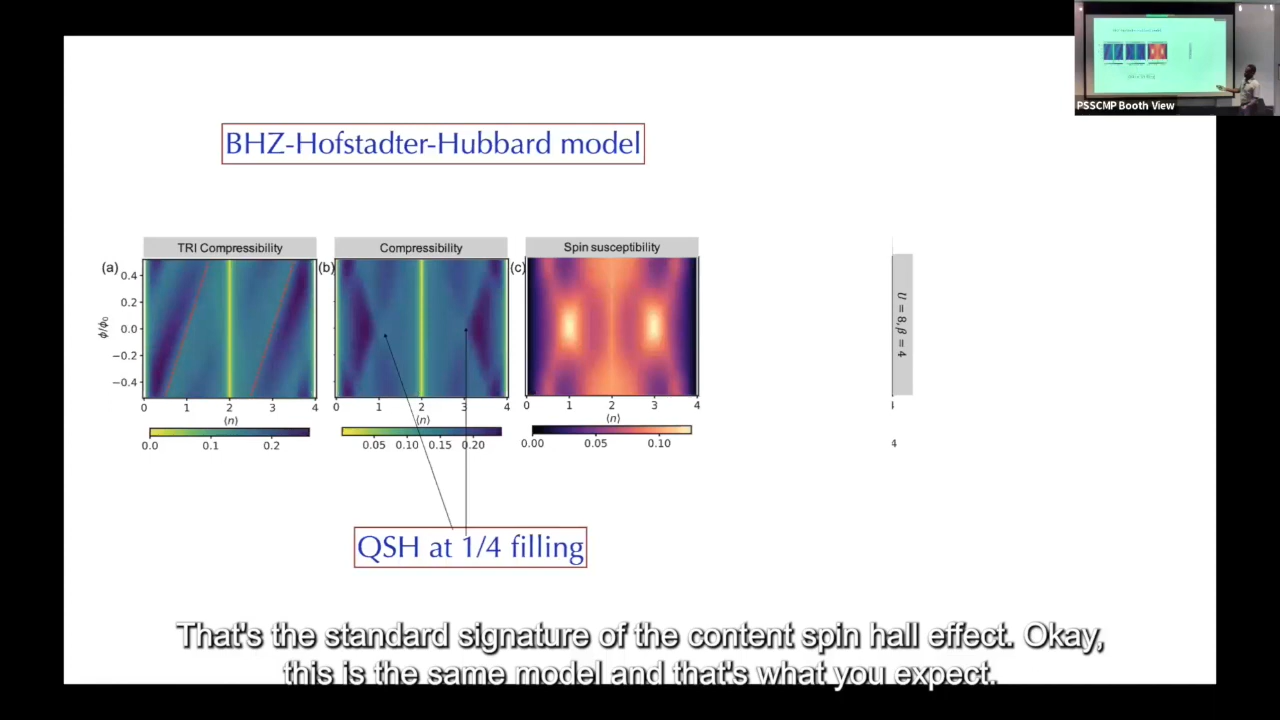 PSSCMP Booth View
BHZ-Hofstadter-Hubbard model
TRI Compressibility
Compressibility
Spin susceptibility
(a)
(b)
(c)
0.4
0.2
0.0
−0.2
−0.4
ϕ/ϕ₀
U = 8, β = 4
0 1 2 3 4
0 1 2 3 4
0 1 2 3 4
4
⟨n⟩
⟨n⟩
⟨n⟩
0.0 0.1 0.2
0.05 0.10 0.15 0.20
0.00 0.05 0.10
4
QSH at 1/4 filling
That's the standard signature of the content spin hall effect. Okay,
this is the same model and that's what you expect.